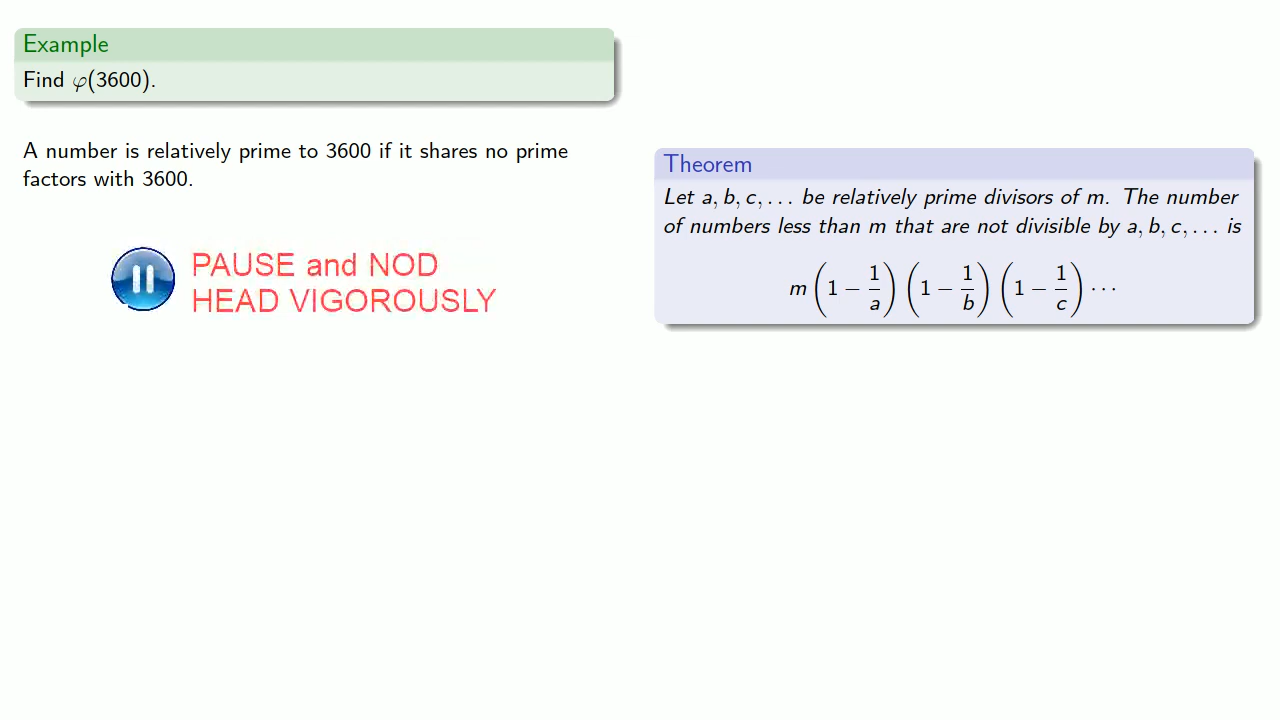 Example
Find φ(3600).
A number is relatively prime to 3600 if it shares no prime
factors with 3600.
PAUSE and NOD
HEAD VIGOROUSLY
Theorem
Let a, b, c, . . . be relatively prime divisors of m. The number
of numbers less than m that are not divisible by a, b, c, . . . is
m (1 − 1/a) (1 − 1/b) (1 − 1/c) · · ·